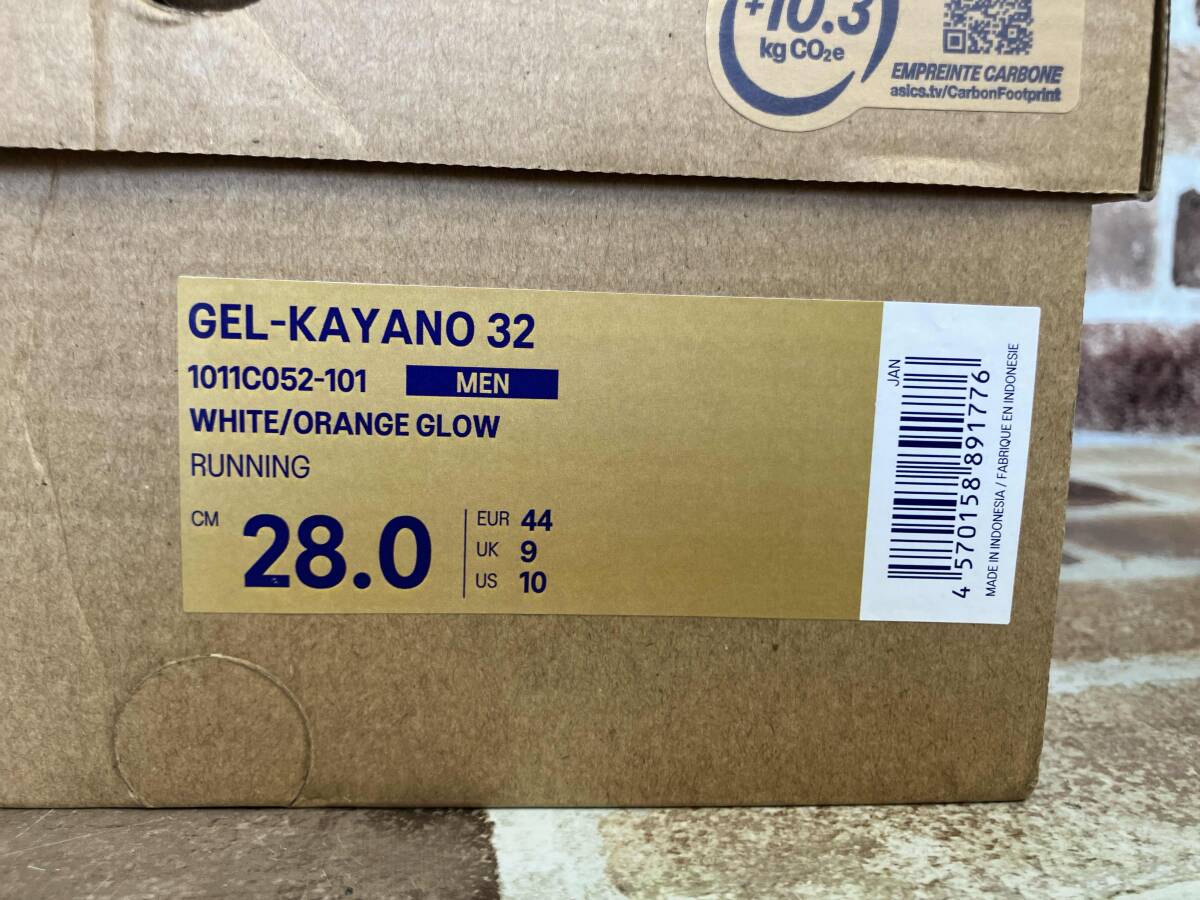 +10.3
kg CO₂e
EMPREINTE CARBONE
asics.tv/CarbonFootprint
GEL-KAYANO 32
1011C052-101 MEN
WHITE/ORANGE GLOW
RUNNING
CM 28.0
EUR 44
UK 9
US 10
JAN
4 570158 891776
MADE IN INDONESIA / FABRIQUE EN INDONESIE